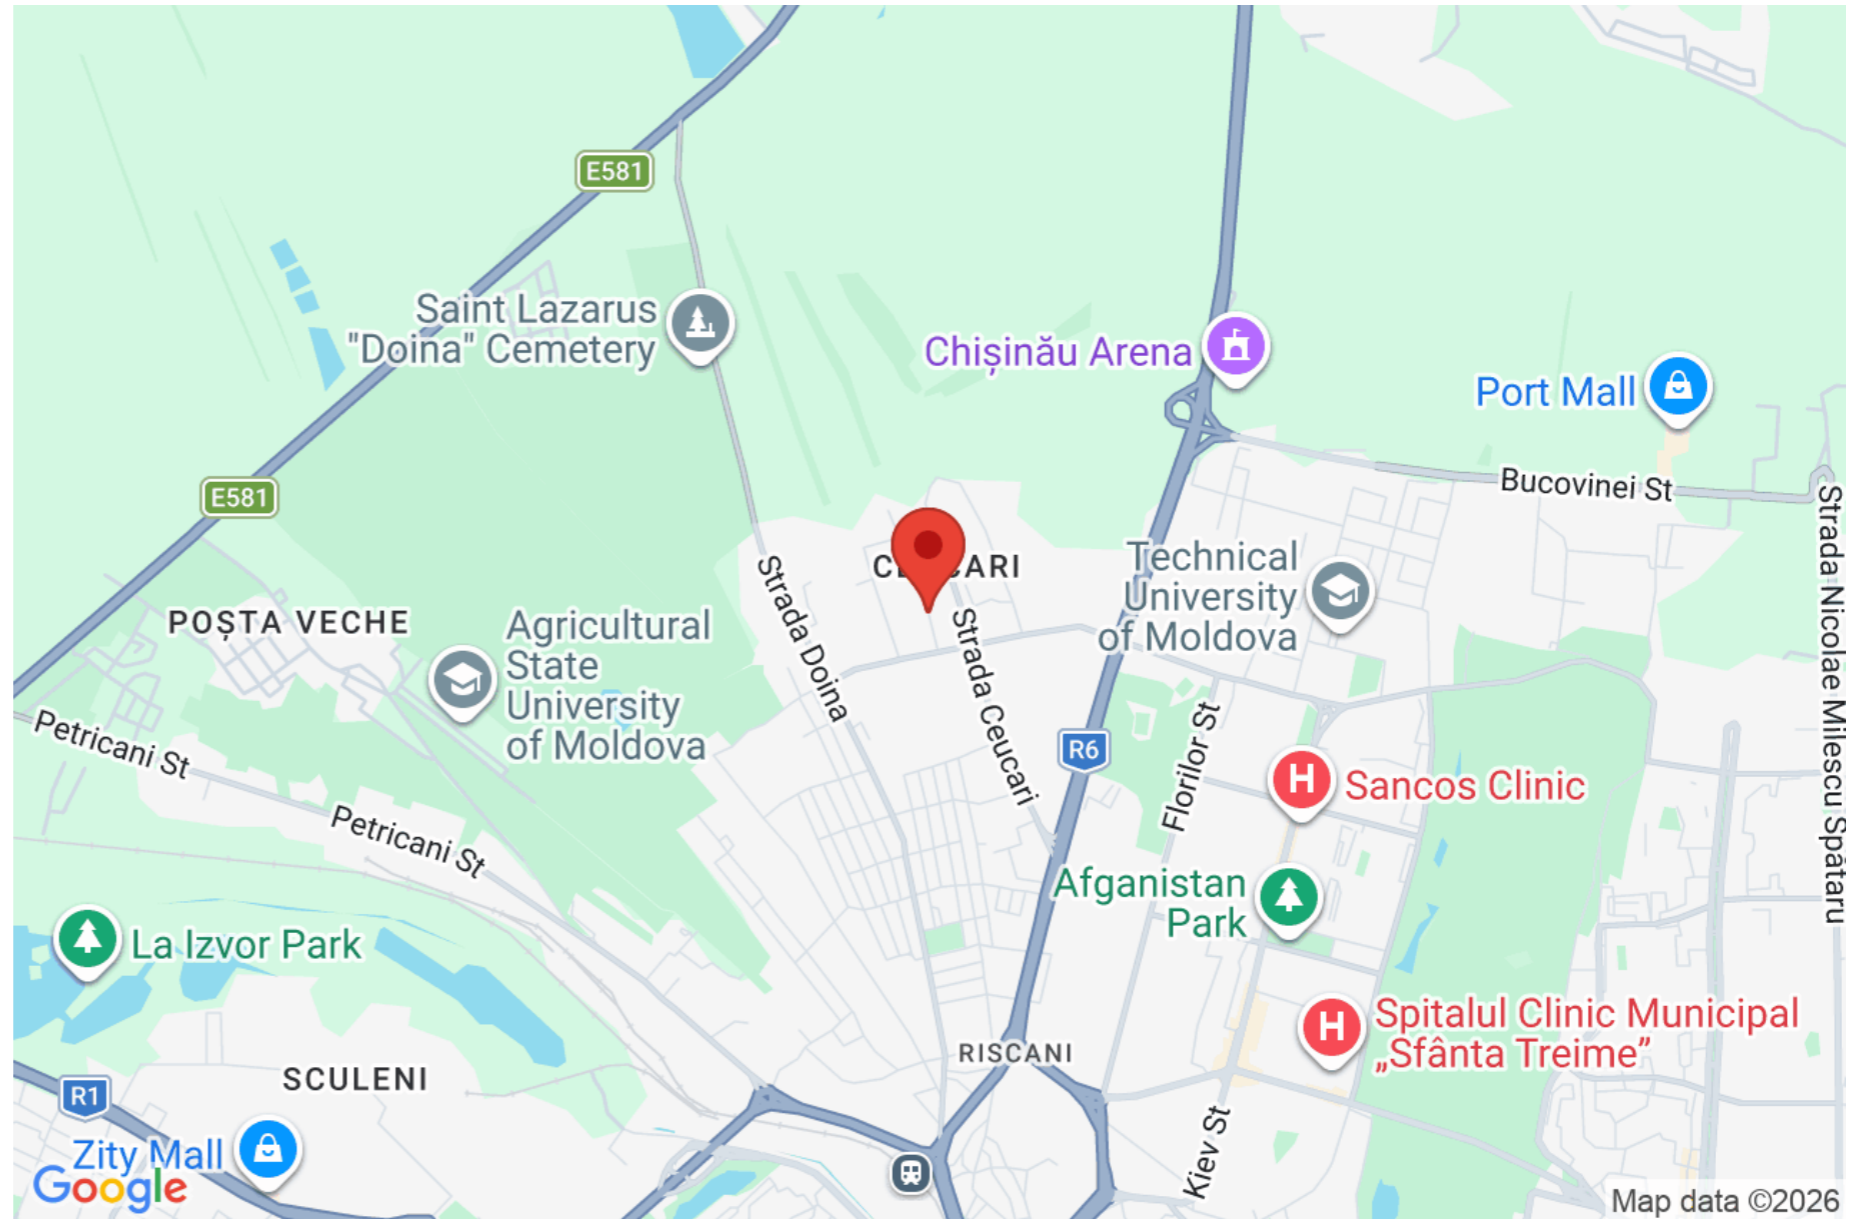 E581
Saint Lazarus
"Doina" Cemetery
Chișinău Arena
Port Mall
E581
Bucovinei St
Strada Nicolae Milescu Spătaru
Technical
University
of Moldova
Strada Doina
POȘTA VECHE
Agricultural
State
University
of Moldova
Strada Ceucari
Petricani St
R6
Florilor St
Sancos Clinic
Petricani St
Afganistan
Park
La Izvor Park
Spitalul Clinic Municipal
„Sfânta Treime”
RISCANI
SCULENI
R1
Kiev St
Zity Mall
Google
Map data ©2026